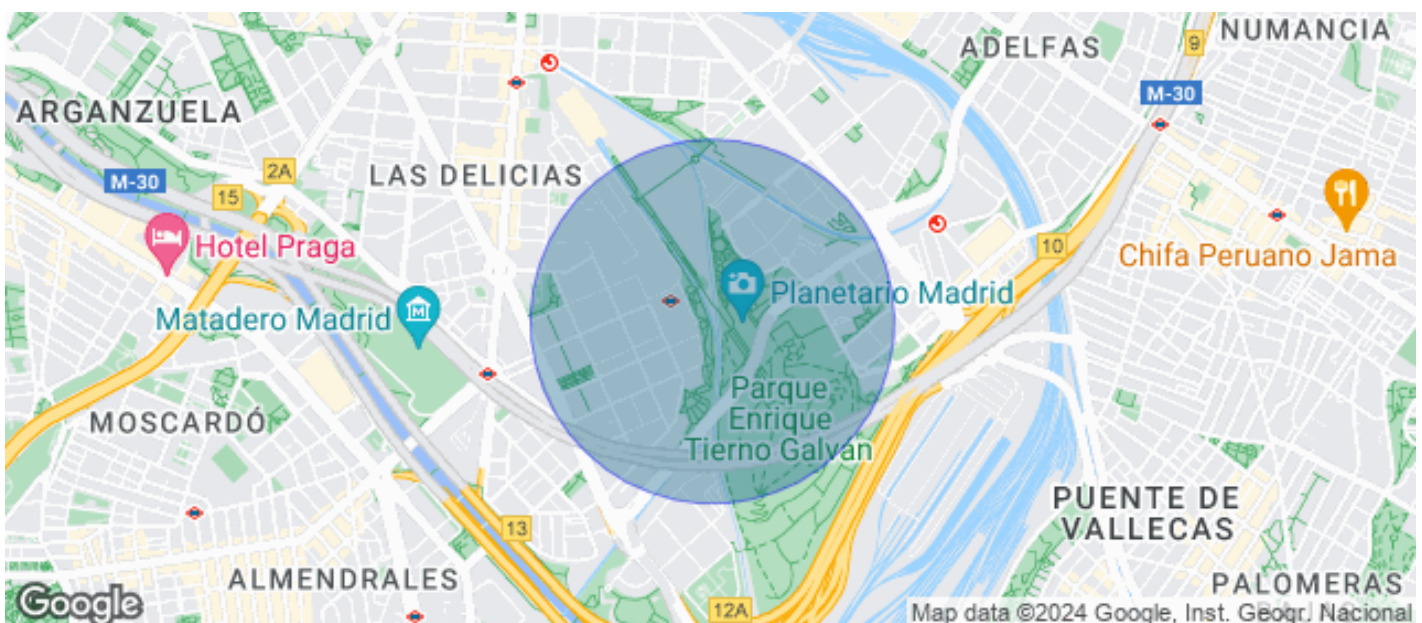 NUMANCIA
9
ADELFAS
M-30
ARGANZUELA
2A
LAS DELICIAS
M-30
15
Hotel Praga
10
Chifa Peruano Jama
Planetario Madrid
Matadero Madrid
M
Parque
Enrique
Tierno Galván
MOSCARDÓ
PUENTE DE
VALLECAS
13
ALMENDRALES
PALOMERAS
12A
Google
Map data ©2024 Google, Inst. Geogr. Nacional